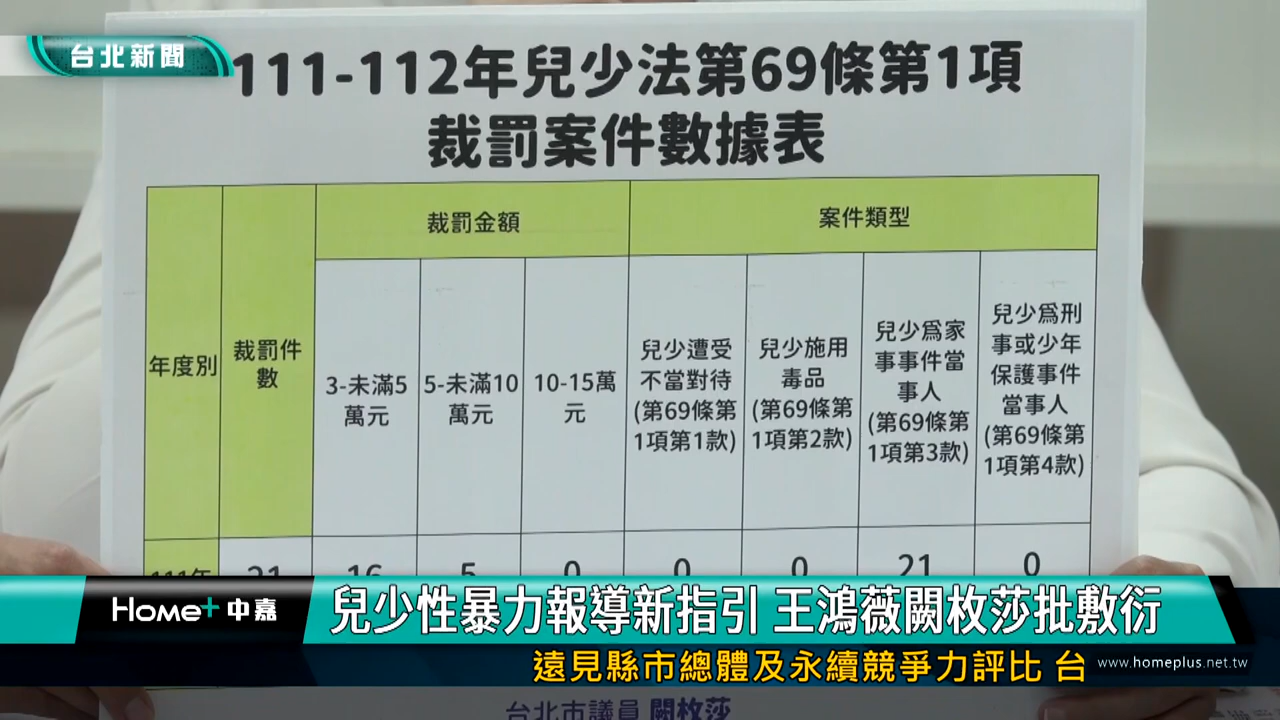 台北新聞
111-112年兒少法第69條第1項
裁罰案件數據表
年度別
裁罰件
數
裁罰金額
案件類型
3-未滿5
萬元
5-未滿10
萬元
10-15萬
元
兒少遭受
不當對待
(第69條第
1項第1款)
兒少施用
毒品
(第69條第
1項第2款)
兒少爲家
事事件當
事人
(第69條第
1項第3款)
兒少爲刑
事或少年
保護事件
當事人
(第69條第
1項第4款)
111年 21 16 5 0 0 0 21 0
Home+中嘉
兒少性暴力報導新指引 王鴻薇闕枚莎批敷衍
遠見縣市總體及永續競爭力評比 台
www.homeplus.net.tw
台北市議員 闕枚莎